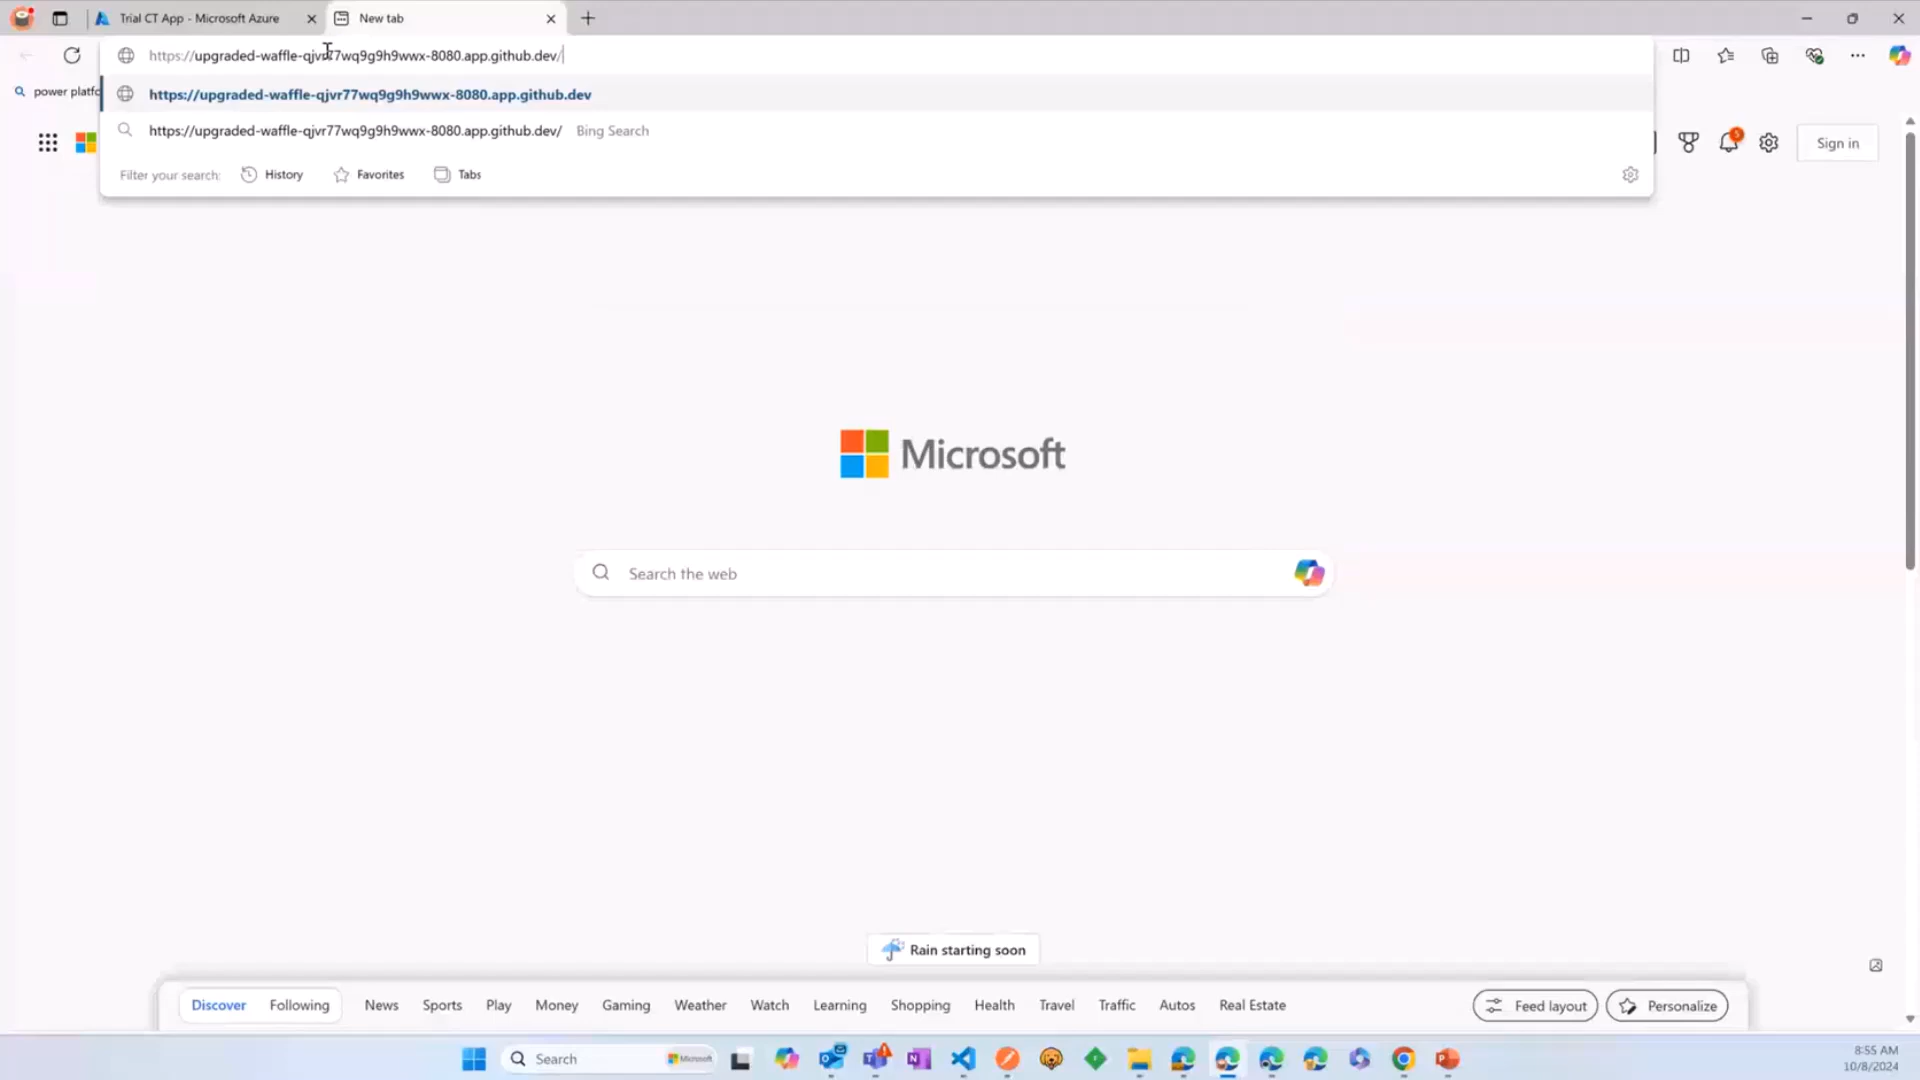 Trial CT App - Microsoft Azure
New tab
https://upgraded-waffle-qjvr77wq9g9h9wwx-8080.app.github.dev/
power platfo
https://upgraded-waffle-qjvr77wq9g9h9wwx-8080.app.github.dev
https://upgraded-waffle-qjvr77wq9g9h9wwx-8080.app.github.dev/ Bing Search
Filter your search: History Favorites Tabs
5
Sign in
Microsoft
Search the web
Rain starting soon
Discover Following News Sports Play Money Gaming Weather Watch Learning Shopping Health Travel Traffic Autos Real Estate Feed layout Personalize
Search Microsoft
8:55 AM
10/8/2024